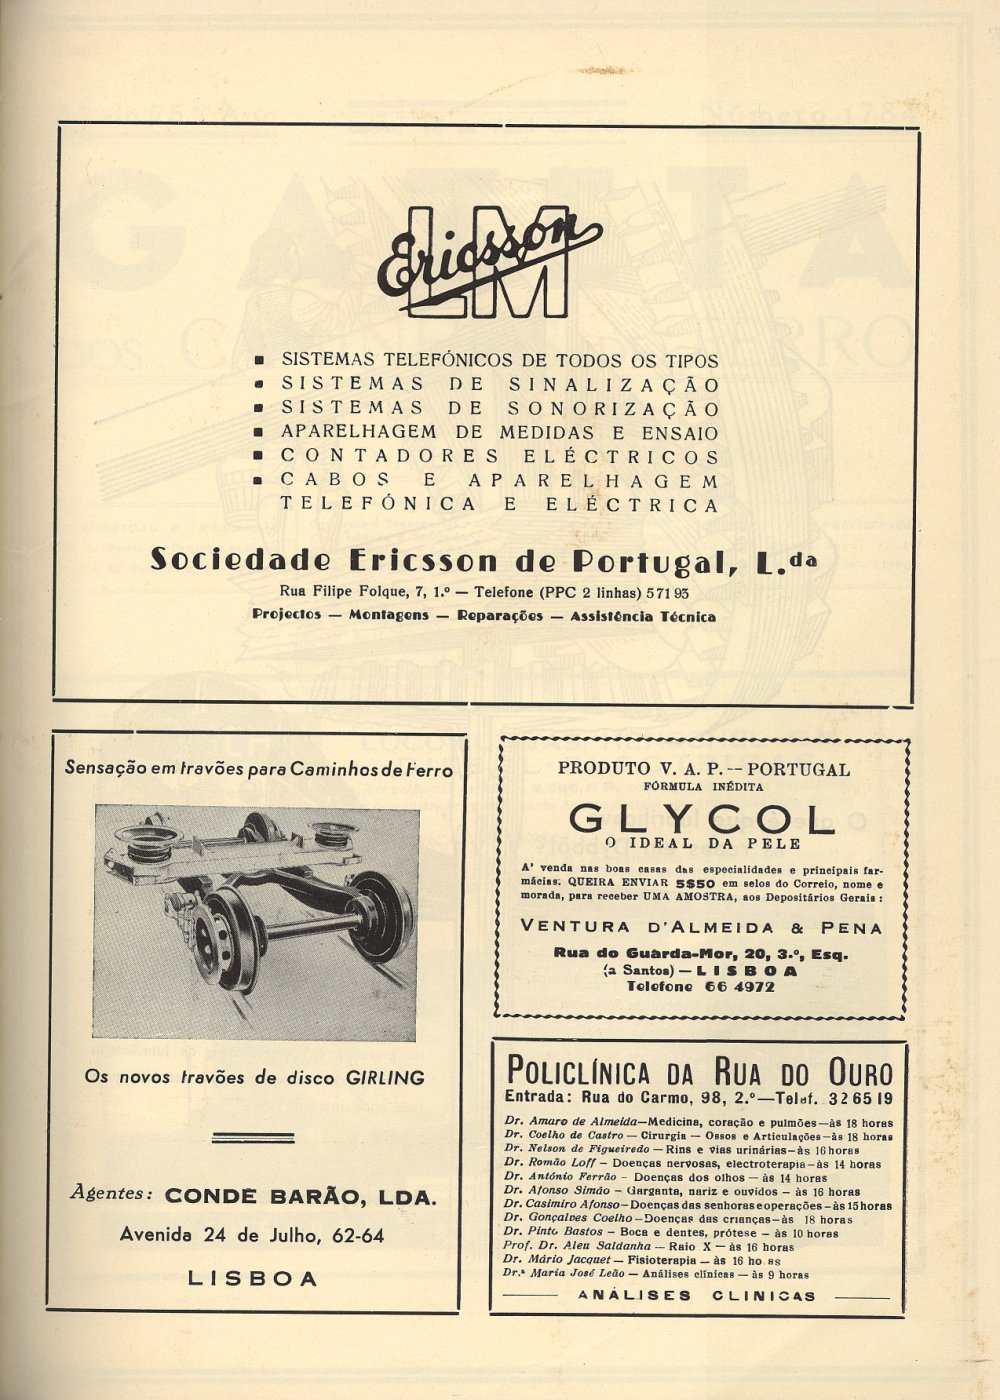 LM
Ericsson
▪ SISTEMAS TELEFÓNICOS DE TODOS OS TIPOS
▪ SISTEMAS DE SINALIZAÇÃO
▪ SISTEMAS DE SONORIZAÇÃO
▪ APARELHAGEM DE MEDIDAS E ENSAIO
▪ CONTADORES ELÉCTRICOS
▪ CABOS E APARELHAGEM
TELEFÓNICA E ELÉCTRICA
Sociedade Ericsson de Portugal, L.da
Rua Filipe Folque, 7, 1.º — Telefone (PPC 2 linhas) 57193
Projectos — Montagens — Reparações — Assistência Técnica
Sensação em travões para Caminhos de Ferro
Os novos travões de disco GIRLING
Agentes: CONDE BARÃO, LDA.
Avenida 24 de Julho, 62-64
LISBOA
PRODUTO V. A. P. -- PORTUGAL
FÓRMULA INÉDITA
GLYCOL
O IDEAL DA PELE
A' venda nas boas casas das especialidades e principais far-
mácias. QUEIRA ENVIAR 5$50 em selos do Correio, nome e
morada, para receber UMA AMOSTRA, aos Depositários Gerais:
VENTURA D'ALMEIDA & PENA
Rua do Guarda-Mor, 20, 3.º, Esq.
(a Santos) — LISBOA
Telefone 66 4972
POLICLÍNICA DA RUA DO OURO
Entrada: Rua do Carmo, 98, 2.º—Telef. 32 65 19
Dr. Amaro de Almeida—Medicina, coração e pulmões—às 18 horas
Dr. Coelho de Castro — Cirurgia — Ossos e Articulações—às 18 horas
Dr. Nelson de Figueiredo — Rins e vias urinárias—às 16 horas
Dr. Romão Loff — Doenças nervosas, electroterapia—às 14 horas
Dr. António Ferrão — Doenças dos olhos — às 14 horas
Dr. Afonso Simão — Garganta, nariz e ouvidos — às 16 horas
Dr. Casimiro Afonso—Doenças das senhoras e operações—às 15 horas
Dr. Gonçalves Coelho—Doenças das crianças—às 18 horas
Dr. Pinto Bastos — Boca e dentes, prótese — às 10 horas
Prof. Dr. Aleu Saldanha — Raio X — às 16 horas
Dr. Mário Jacquet — Fisioterapia — às 16 horas
Dr.ª Maria José Leão — Análises clínicas — às 9 horas
ANÁLISES CLINICAS